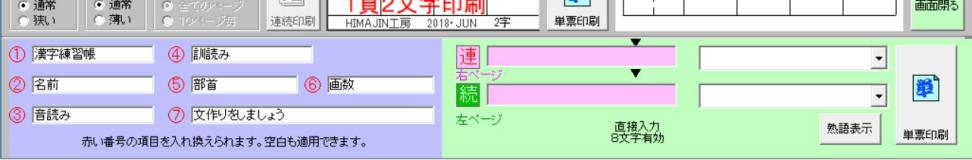 通常 通常 全てのページ
狭い 薄い 10ページ毎 連続印刷
1頁2文字印刷
HIMAJIN工房 2018・JUN 2字
単票印刷
画面閉る
① 漢字練習帳 ④ 訓読み
② 名前 ⑤ 部首 ⑥ 画数
③ 音読み ⑦ 文作りをしましょう
赤い番号の項目を入れ換えられます。空白も適用できます。
連
右ページ
続
左ページ
直接入力
8文字有効
熟語表示
単
単票印刷